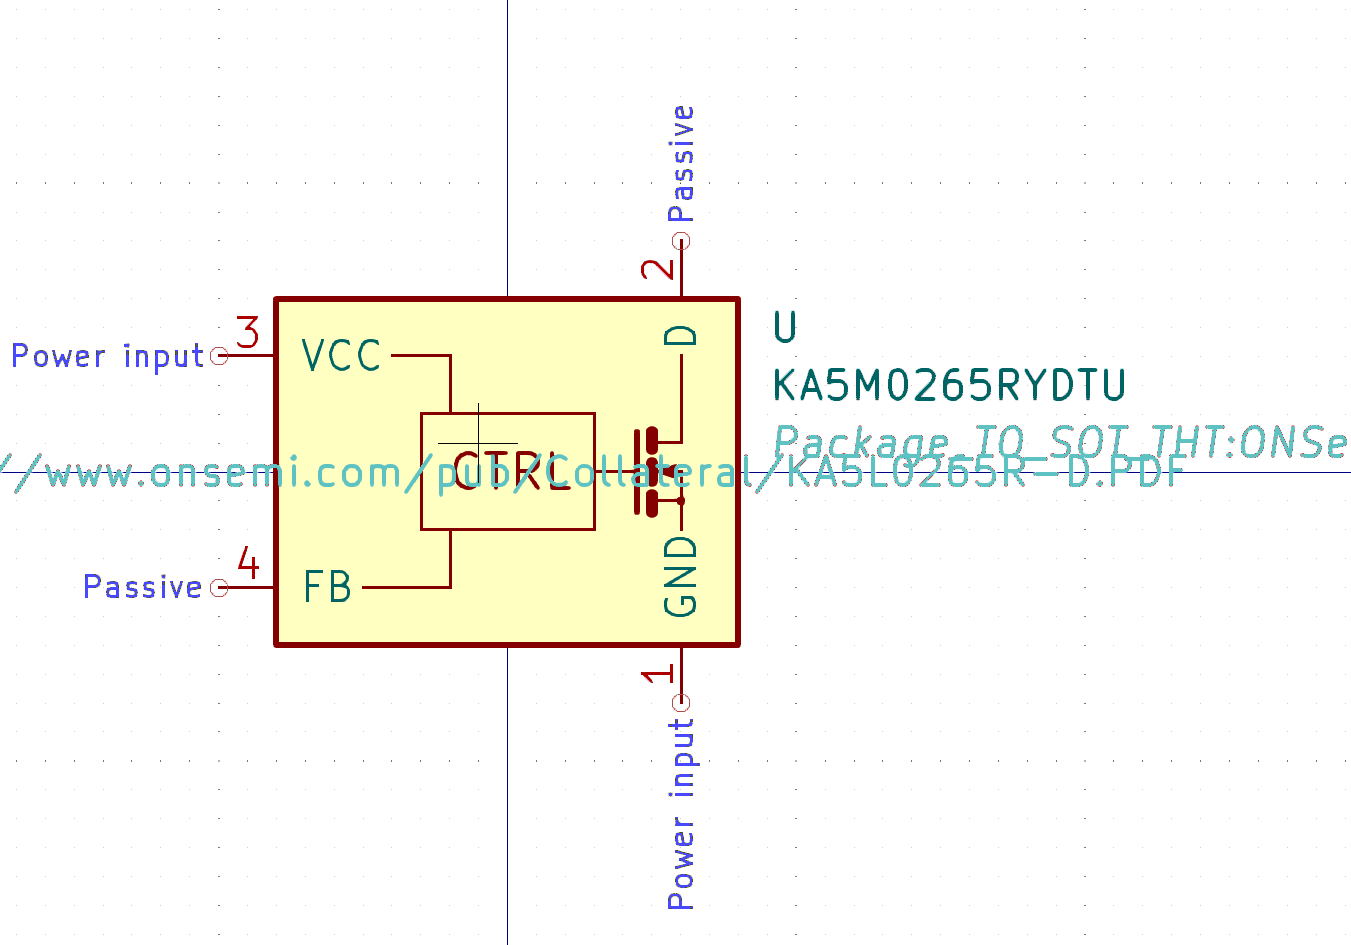 Passive
2
3
Power input
VCC
D
U
KA5M0265RYDTU
Package_TO_SOT_THT:ONSe
//www.onsemi.com/pub/Collateral/KA5L0265R-D.PDF
CTRL
4
Passive
FB
GND
1
Power input